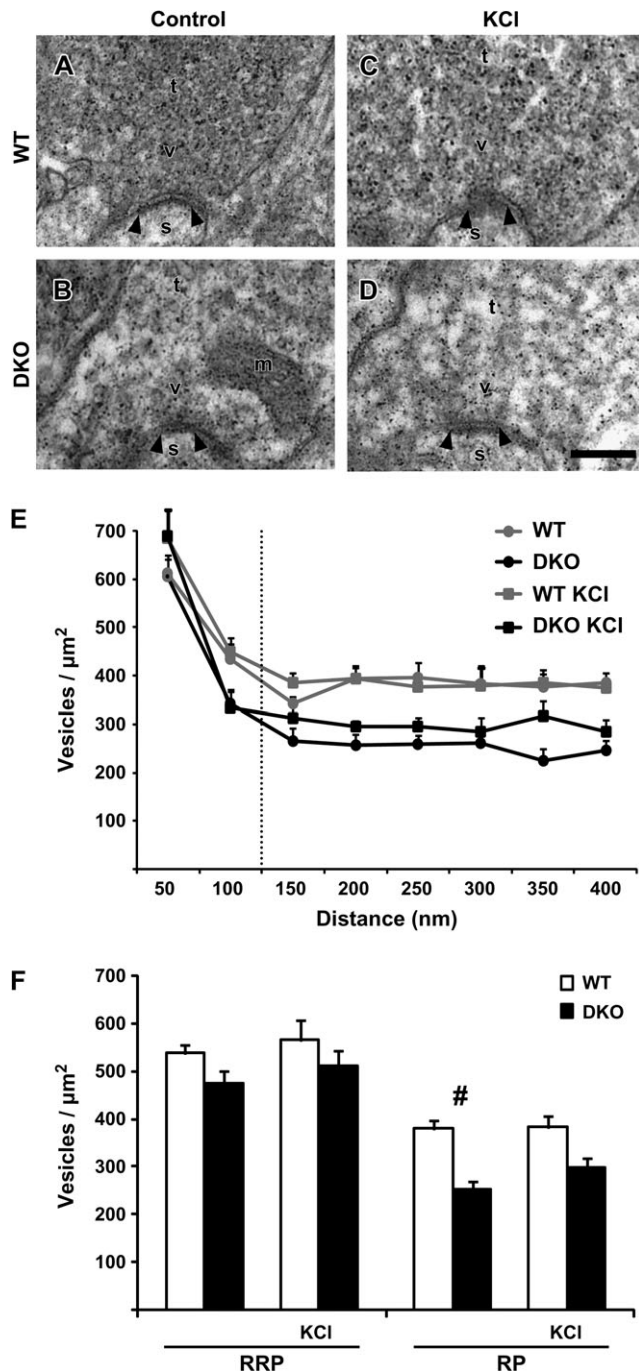 Control KCl
A t v s
C t v s
WT
B t v m s
D t v s
DKO
E
700
600
500
400
300
200
100
Vesicles / µm²
WT
DKO
WT KCl
DKO KCl
50 100 150 200 250 300 350 400
Distance (nm)
F
700
600
500
400
300
200
100
Vesicles / µm²
WT
DKO
#
KCl KCl
RRP RP